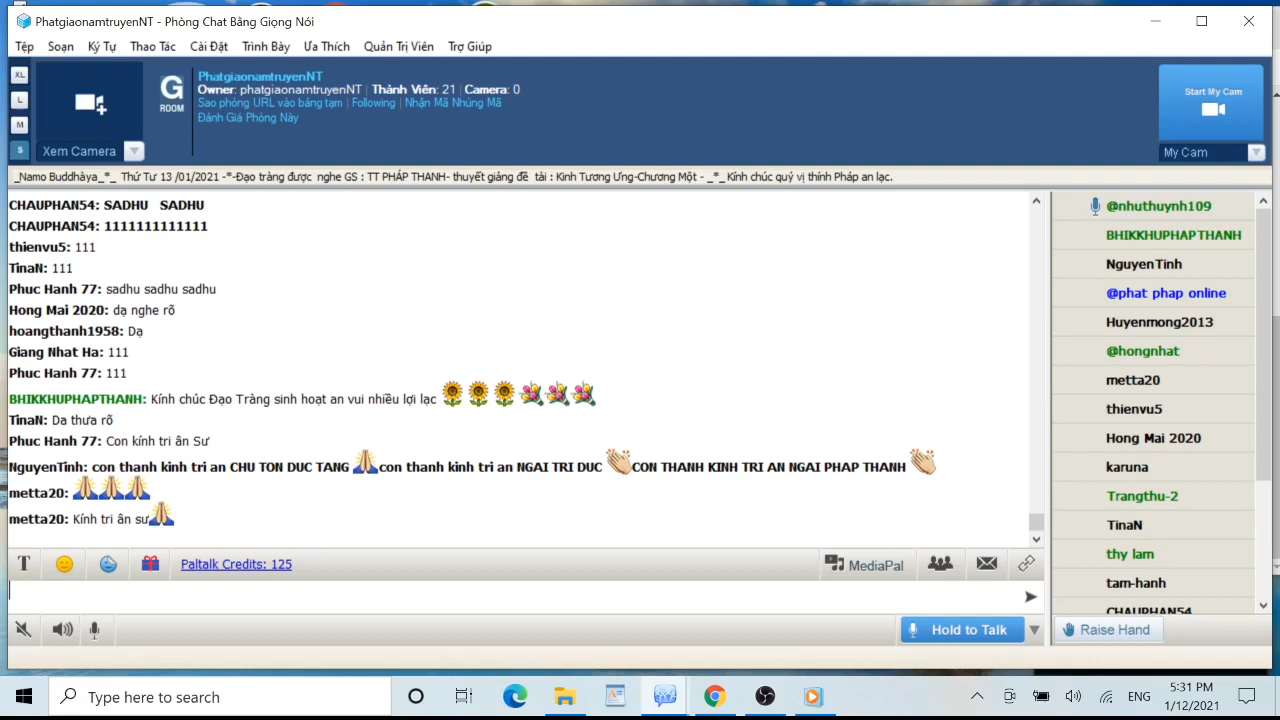 PhatgiaonamtruyenNT - Phòng Chat Bằng Giọng Nói
Tệp Soạn Ký Tự Thao Tác Cài Đặt Trình Bày Ưa Thích Quản Trị Viên Trợ Giúp
XL
L
M
S
Xem Camera
G
ROOM
PhatgiaonamtruyenNT
Owner: phatgiaonamtruyenNT | Thành Viên: 21 | Camera: 0
Sao phỏng URL vào bảng tạm | Following | Nhận Mã Nhúng Mã
Đánh Giá Phòng Này
Start My Cam
My Cam
_Namo Buddhàya_*_ Thứ Tư 13 /01/2021 -*-Đạo tràng được nghe GS : TT PHÁP THANH- thuyết giảng đề tài : Kinh Tương Ưng-Chương Một - _*_ Kính chúc quý vị thính Pháp an lạc.
CHAUPHAN54: SADHU SADHU
CHAUPHAN54: 1111111111111
thienvu5: 111
TinaN: 111
Phuc Hanh 77: sadhu sadhu sadhu
Hong Mai 2020: dạ nghe rõ
hoangthanh1958: Dạ
Giang Nhat Ha: 111
Phuc Hanh 77: 111
BHIKKHUPHAPTHANH: Kính chúc Đạo Tràng sinh hoạt an vui nhiều lợi lạc
TinaN: Da thưa rõ
Phuc Hanh 77: Con kính tri ân Sư
NguyenTinh: con thanh kinh tri an CHU TON DUC TANG con thanh kinh tri an NGAI TRI DUC CON THANH KINH TRI AN NGAI PHAP THANH
metta20:
metta20: Kính tri ân sư
@nhuthuynh109
BHIKKHUPHAPTHANH
NguyenTinh
@phat phap online
Huyenmong2013
@hongnhat
metta20
thienvu5
Hong Mai 2020
karuna
Trangthu-2
TinaN
thy lam
tam-hanh
CHAUPHAN54
T Paltalk Credits: 125 MediaPal
Hold to Talk
Raise Hand
Type here to search
ENG
5:31 PM
1/12/2021